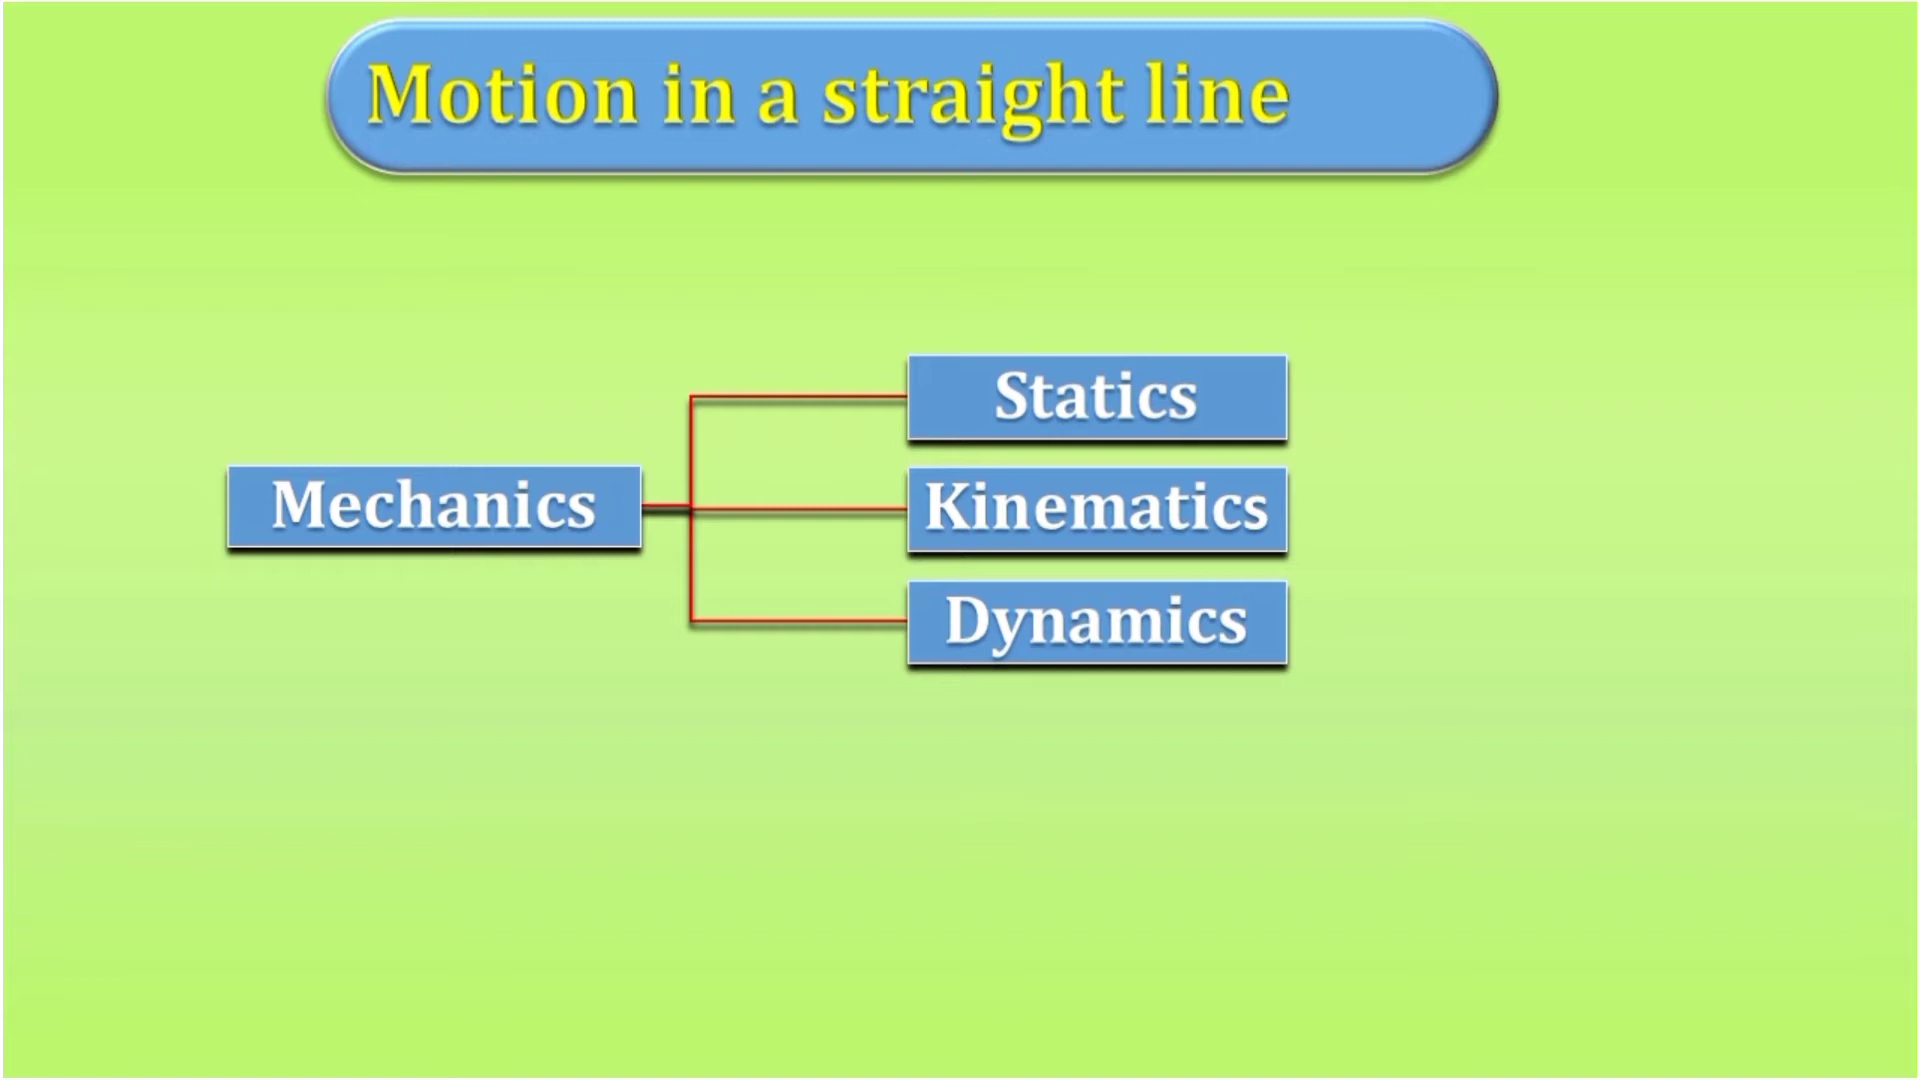 Motion in a straight line
Statics
Mechanics
Kinematics
Dynamics